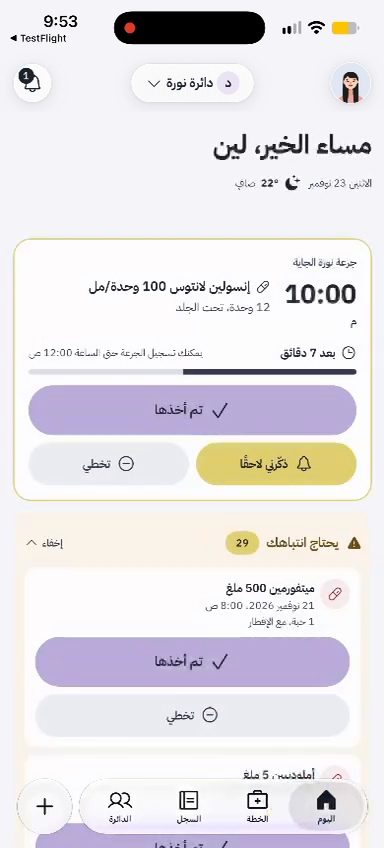 9:53
◀ TestFlight
1
د دائرة نورة
مساء الخير، لين
الاثنين 23 نوفمبر 22° صافي
جرعة نورة الجاية
10:00
م
إنسولين لانتوس 100 وحدة/مل
12 وحدة، تحت الجلد
بعد 7 دقائق
يمكنك تسجيل الجرعة حتى الساعة 12:00 ص
تم أخذها
ذكّرني لاحقًا
تخطي
يحتاج انتباهك 29
إخفاء
ميتفورمين 500 ملغ
21 نوفمبر 2026، 8:00 ص
1 حبة، مع الإفطار
تم أخذها
تخطي
أملوديبين 5 ملغ
تم أخذها
اليوم
الخطة
السجل
الدائرة